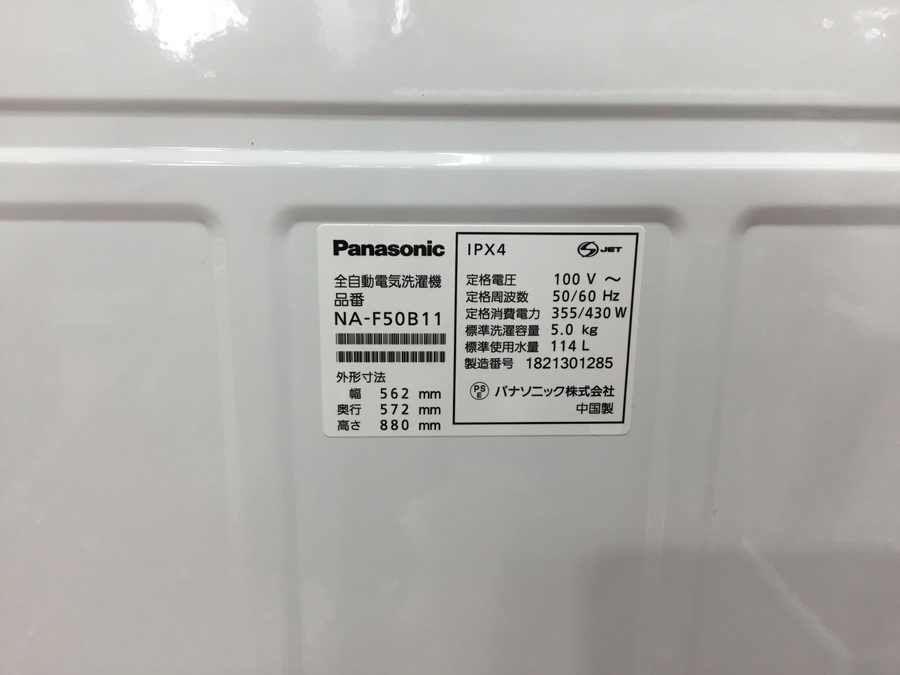 Panasonic
全自動電気洗濯機
品番
NA-F50B11
外形寸法
幅 562 mm
奥行 572 mm
高さ 880 mm
IPX4
S JET
定格電圧 100 V ～
定格周波数 50/60 Hz
定格消費電力 355/430 W
標準洗濯容量 5.0 kg
標準使用水量 114 L
製造番号 1821301285
PSE パナソニック株式会社
中国製